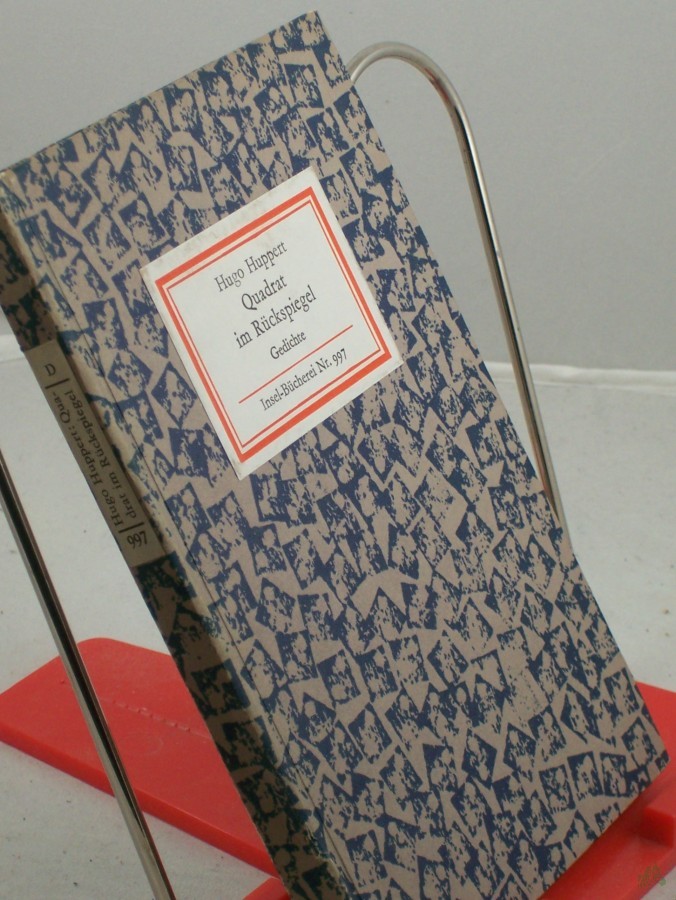 Hugo Huppert
Quadrat
im Rückspiegel
Gedichte
Insel-Bücherei Nr. 997
Hugo Huppert: Qua-
drat im Rückspiegel
997